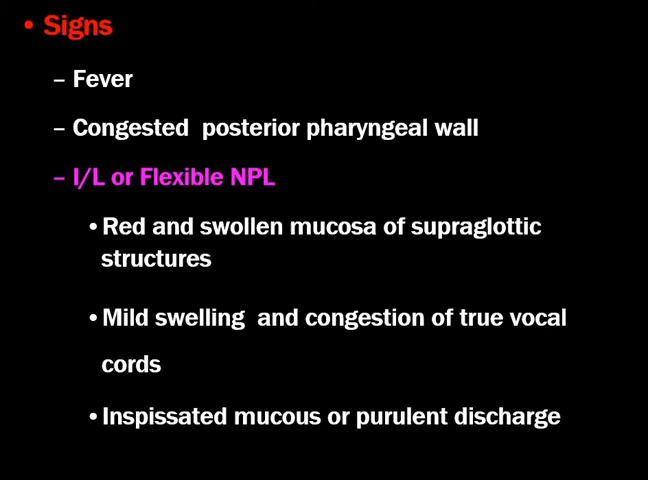 • Signs
– Fever
– Congested posterior pharyngeal wall
– I/L or Flexible NPL
• Red and swollen mucosa of supraglottic
structures
• Mild swelling and congestion of true vocal
cords
• Inspissated mucous or purulent discharge